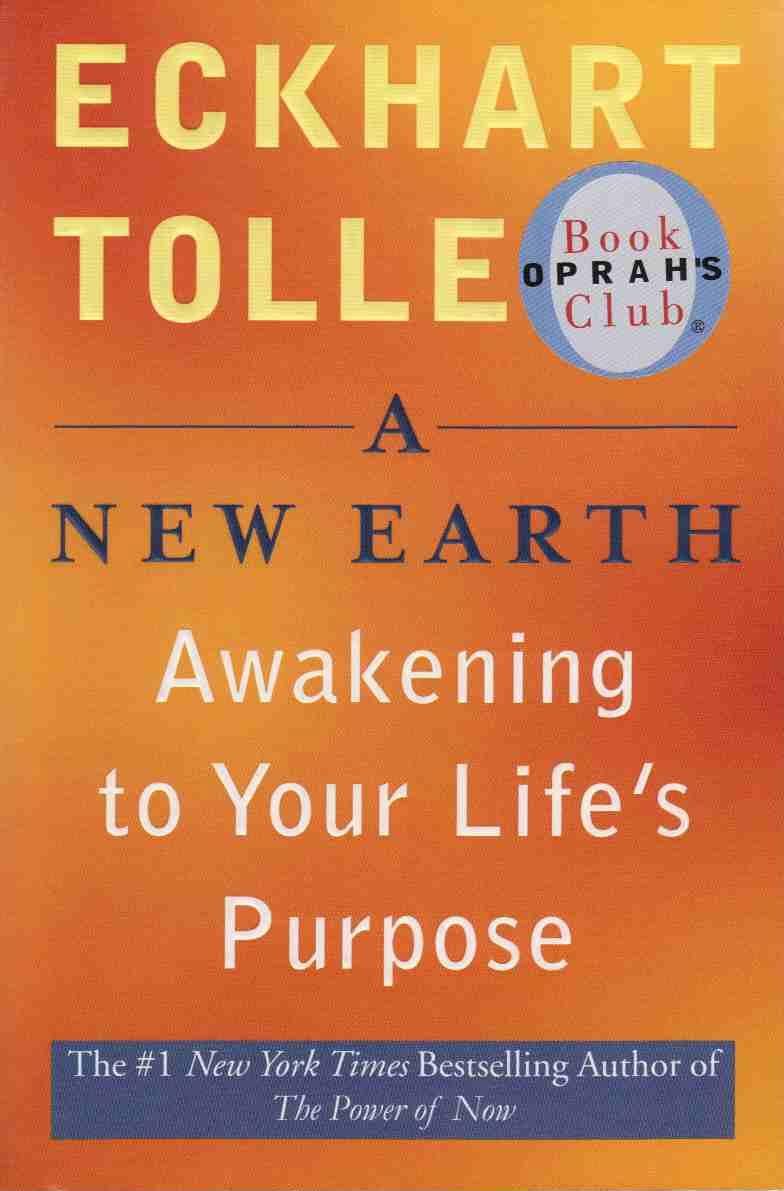 ECKHART
TOLLE
Book
OPRAH'S
Club®
A
NEW EARTH
Awakening
to Your Life's
Purpose
The #1 New York Times Bestselling Author of
The Power of Now